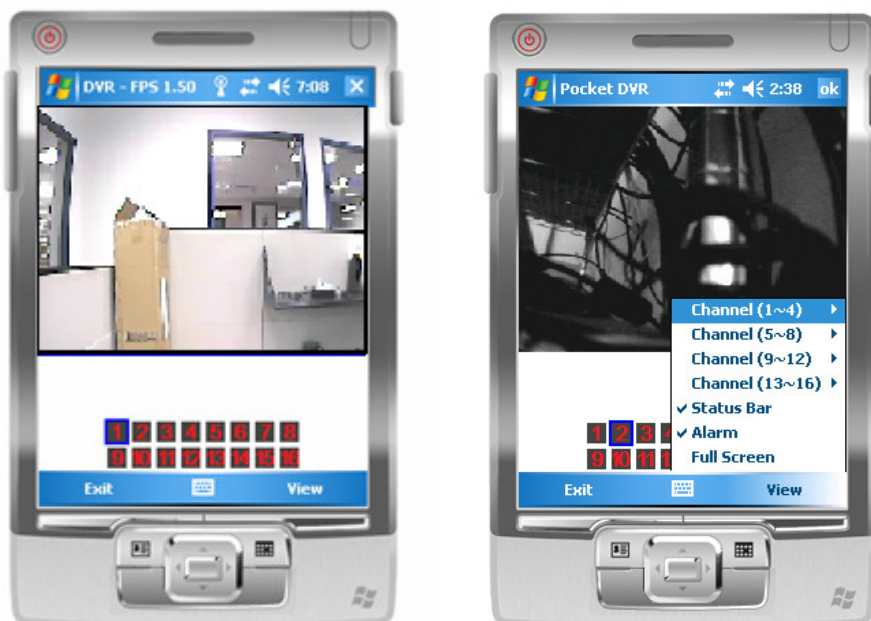 DVR - FPS 1.50 7:08
1 2 3 4 5 6 7 8
9 10 11 12 13 14 15 16
Exit View
Pocket DVR 2:38 ok
Channel (1~4)
Channel (5~8)
Channel (9~12)
Channel (13~16)
Status Bar
Alarm
Full Screen
1 2 3 4
9 10 11
Exit View